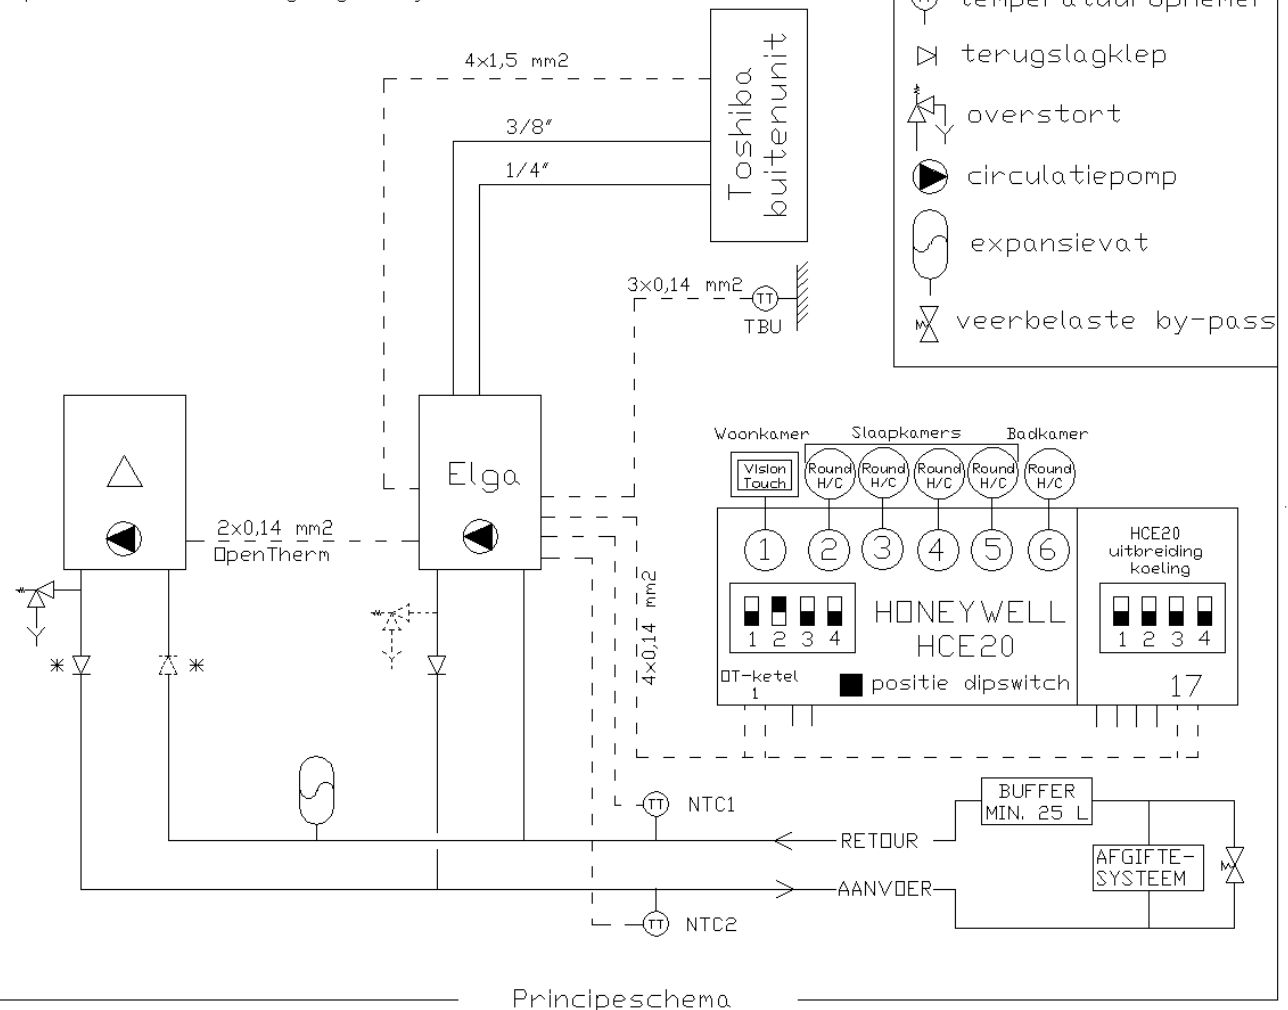 temperatuuropnemer
terugslagklep
overstort
circulatiepomp
expansievat
veerbelaste by-pass
4x1,5 mm2
3/8"
1/4"
Toshiba
buitenunit
3x0,14 mm2
TT
TBU
Elga
2x0,14 mm2
OpenTherm
4x0,14 mm2
Woonkamer
Slaapkamers
Badkamer
Vision
Touch
Round
H/C
Round
H/C
Round
H/C
Round
H/C
Round
H/C
1 2 3 4 5 6
HCE20
uitbreiding
koeling
1 2 3 4
HONEYWELL
HCE20
1 2 3 4
OT-ketel
1
positie dipswitch
17
* *
TT NTC1
BUFFER
MIN. 25 L
RETOUR
AFGIFTE-
SYSTEEM
AANVOER
TT NTC2
Principeschema